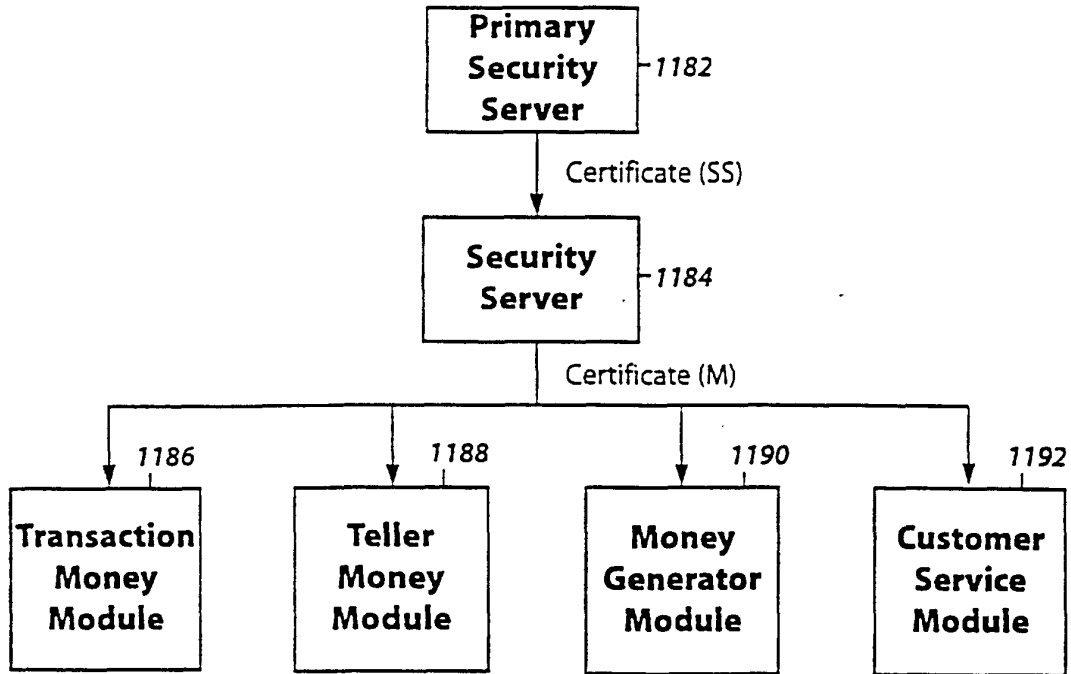 Primary
Security
Server
1182
Certificate (SS)
Security
Server
1184
Certificate (M)
1186
1188
1190
1192
Transaction
Money
Module
Teller
Money
Module
Money
Generator
Module
Customer
Service
Module